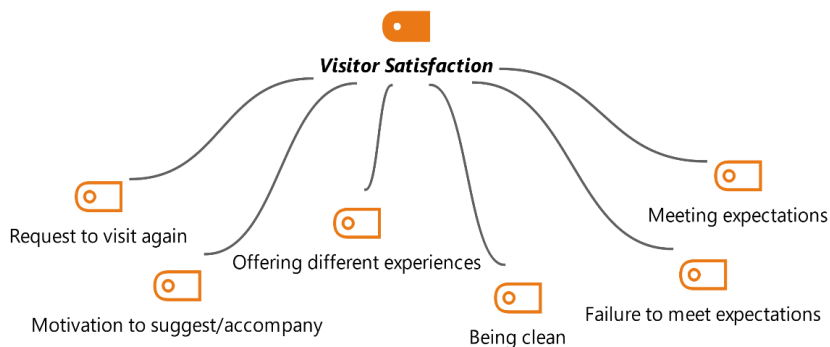 Visitor Satisfaction
Meeting expectations
Request to visit again
Offering different experiences
Motivation to suggest/accompany
Being clean
Failure to meet expectations